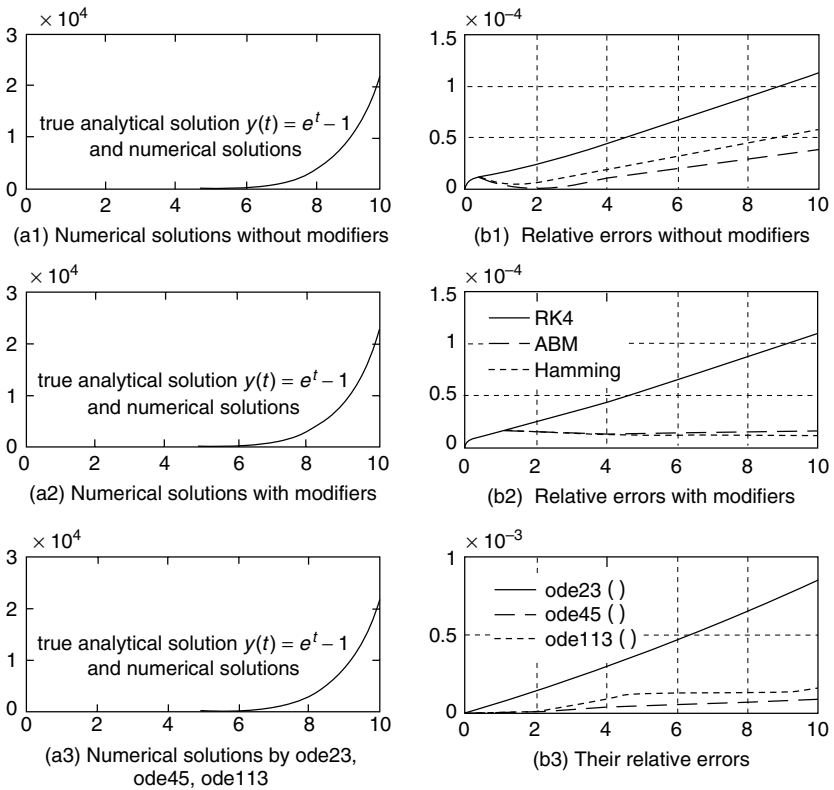 × 10⁴
3
2
1
0
true analytical solution y(t) = eᵗ – 1
and numerical solutions
0 2 4 6 8 10
(a1) Numerical solutions without modifiers
× 10⁻⁴
1.5
1
0.5
0
0 2 4 6 8 10
(b1) Relative errors without modifiers
× 10⁴
3
2
1
0
true analytical solution y(t) = eᵗ – 1
and numerical solutions
0 2 4 6 8 10
(a2) Numerical solutions with modifiers
× 10⁻⁴
1.5
1
0.5
0
RK4
ABM
Hamming
0 2 4 6 8 10
(b2) Relative errors with modifiers
× 10⁴
3
2
1
0
true analytical solution y(t) = eᵗ – 1
and numerical solutions
0 2 4 6 8 10
(a3) Numerical solutions by ode23,
ode45, ode113
× 10⁻³
1
0.5
0
ode23 ( )
ode45 ( )
ode113 ( )
0 2 4 6 8 10
(b3) Their relative errors